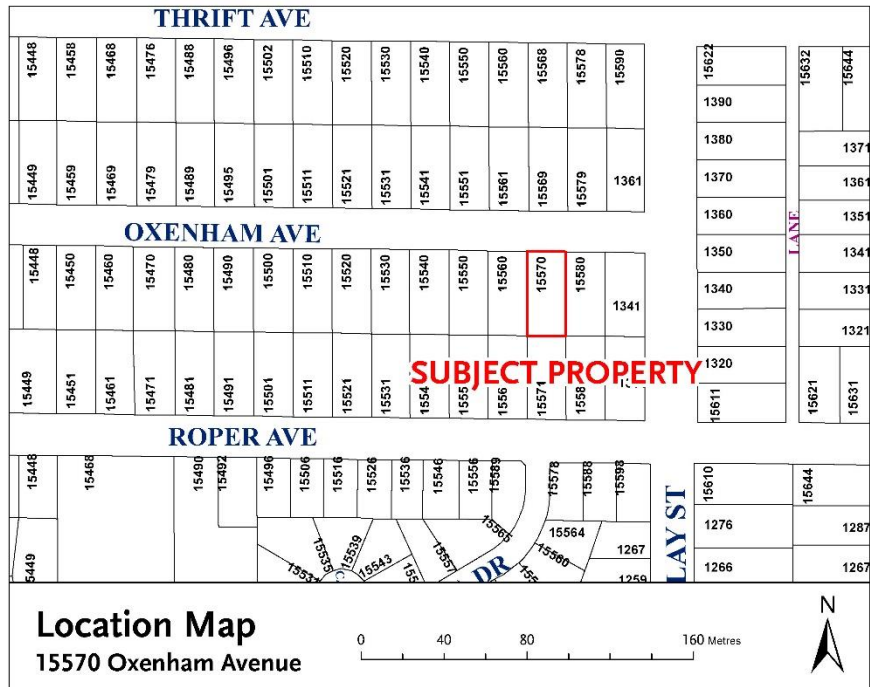 THRIFT AVE
15448 15458 15468 15476 15488 15496 15502 15510 15520 15530 15540 15550 15560 15568 15578 15590 15622 15632 15644
1390
1380
1371
15449 15459 15469 15479 15489 15495 15501 15511 15521 15531 15541 15551 15561 15569 15579 1361 1370 1361
1360 1351
OXENHAM AVE LANE
15448 15450 15460 15470 15480 15490 15500 15510 15520 15530 15540 15550 15560 15570 15580 1341 1350 1341
1340 1331
1330 1321
SUBJECT PROPERTY
1320
15449 15451 15461 15471 15481 15491 15501 15511 15521 15531 1554 1556 15571 1558 15611 15621 15631
ROPER AVE
15448 15468 15490 15492 15496 15506 15516 15526 15536 15546 15556 15589 15578 15588 15598 15610 15644
15565 15564 1276 1287
5449 15535 15539 15543 15557 DR 15560 1267 LAY ST 1266 1267
1259
Location Map
15570 Oxenham Avenue
0 40 80 160 Metres
N